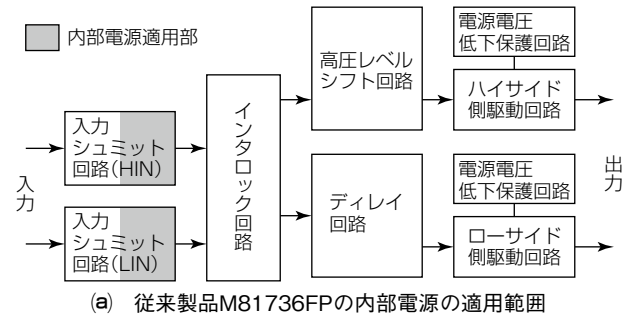 内部電源適用部
入力
入力
シュミット
回路(HIN)
入力
シュミット
回路(LIN)
インタロック回路
高圧レベル
シフト回路
ディレイ
回路
電源電圧
低下保護回路
ハイサイド
側駆動回路
電源電圧
低下保護回路
ローサイド
側駆動回路
出力
(a) 従来製品M81736FPの内部電源の適用範囲